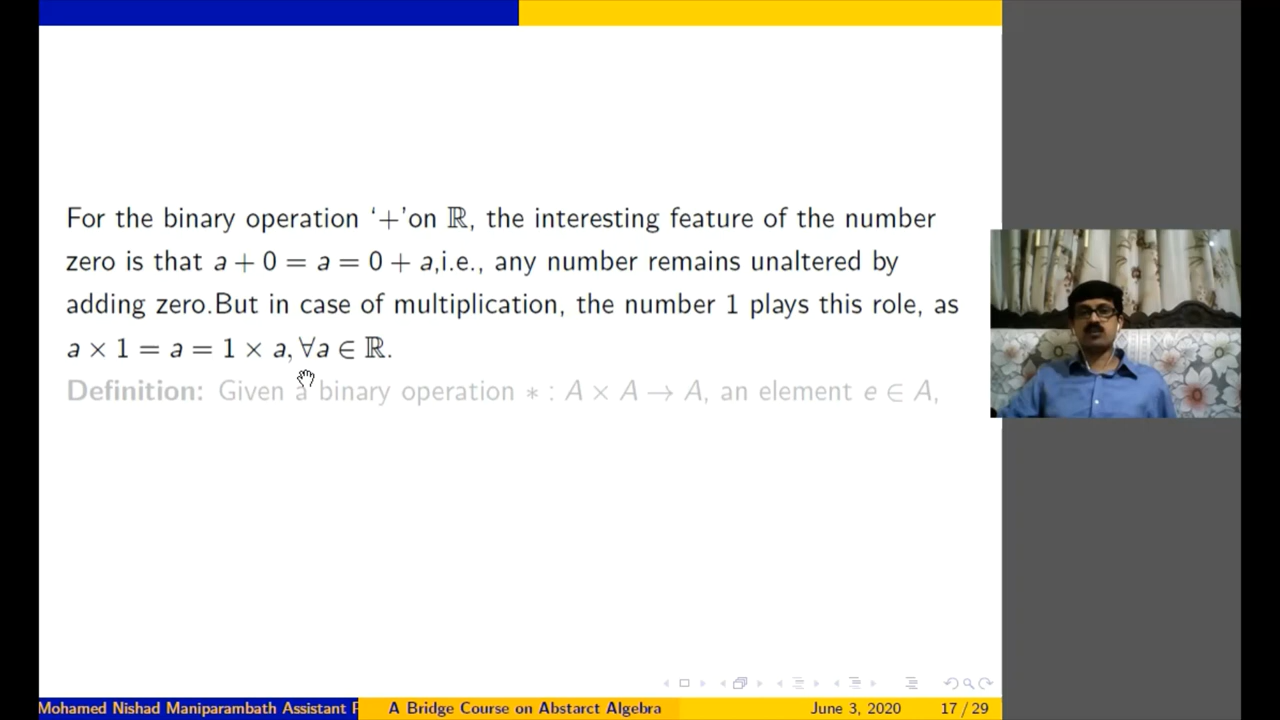 For the binary operation ‘+’on ℝ, the interesting feature of the number
zero is that a + 0 = a = 0 + a,i.e., any number remains unaltered by
adding zero.But in case of multiplication, the number 1 plays this role, as
a × 1 = a = 1 × a, ∀a ∈ ℝ.
Definition: Given a binary operation ∗ : A × A → A, an element e ∈ A,
Mohamed Nishad Maniparambath Assistant P
A Bridge Course on Abstarct Algebra
June 3, 2020
17 / 29